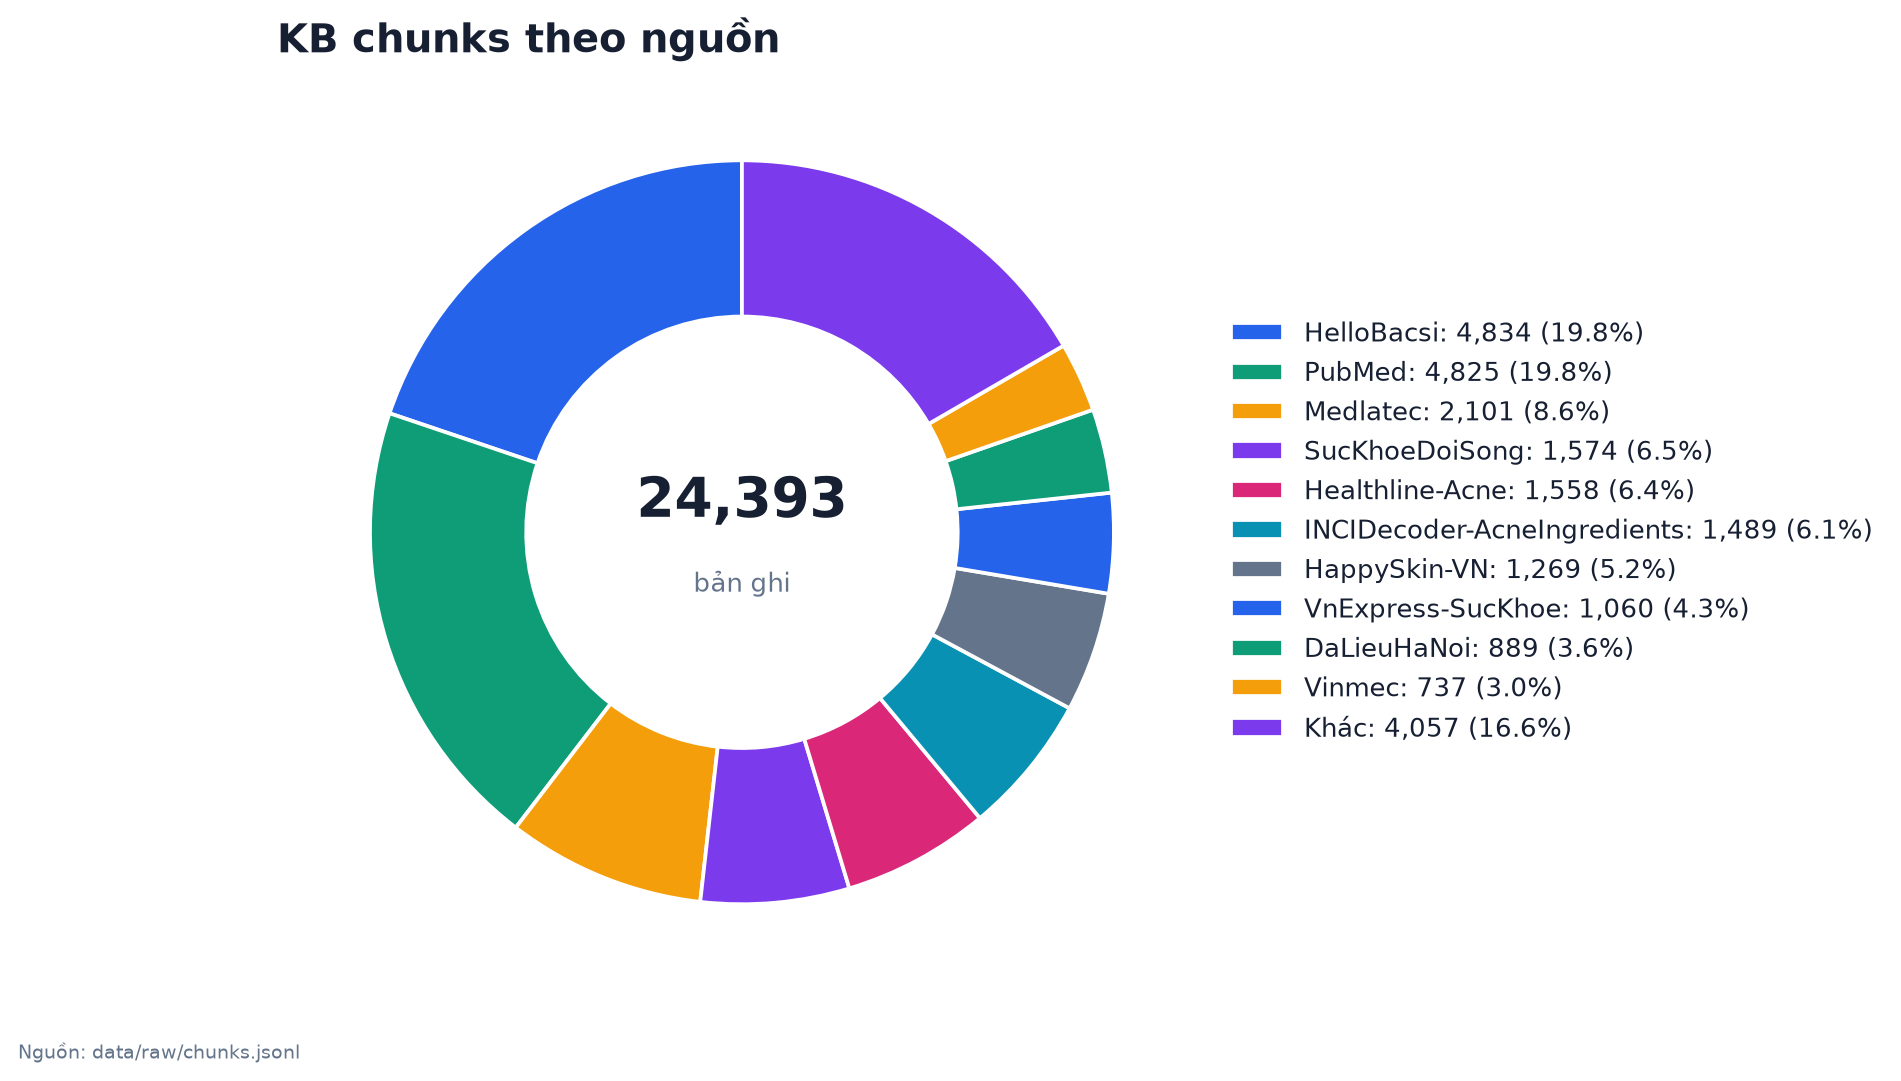 KB chunks theo nguồn
24,393
bản ghi
HelloBacsi: 4,834 (19.8%)
PubMed: 4,825 (19.8%)
Medlatec: 2,101 (8.6%)
SucKhoeDoiSong: 1,574 (6.5%)
Healthline-Acne: 1,558 (6.4%)
INCIDecoder-AcneIngredients: 1,489 (6.1%)
HappySkin-VN: 1,269 (5.2%)
VnExpress-SucKhoe: 1,060 (4.3%)
DaLieuHaNoi: 889 (3.6%)
Vinmec: 737 (3.0%)
Khác: 4,057 (16.6%)
Nguồn: data/raw/chunks.jsonl